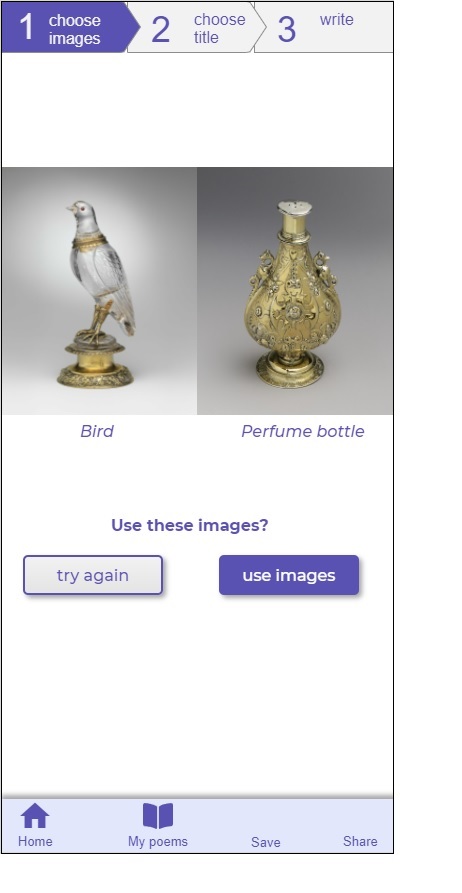 1 choose
images
2 choose
title
3 write
Bird
Perfume bottle
Use these images?
try again
use images
Home
My poems
Save
Share